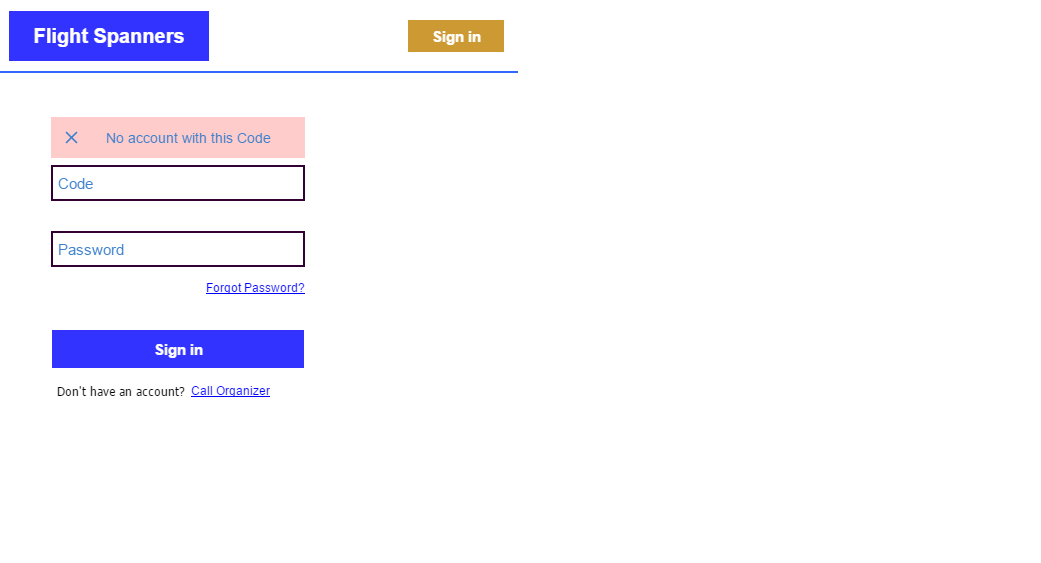 Flight Spanners
Sign in
No account with this Code
Code
Password
Forgot Password?
Sign in
Don't have an account? Call Organizer